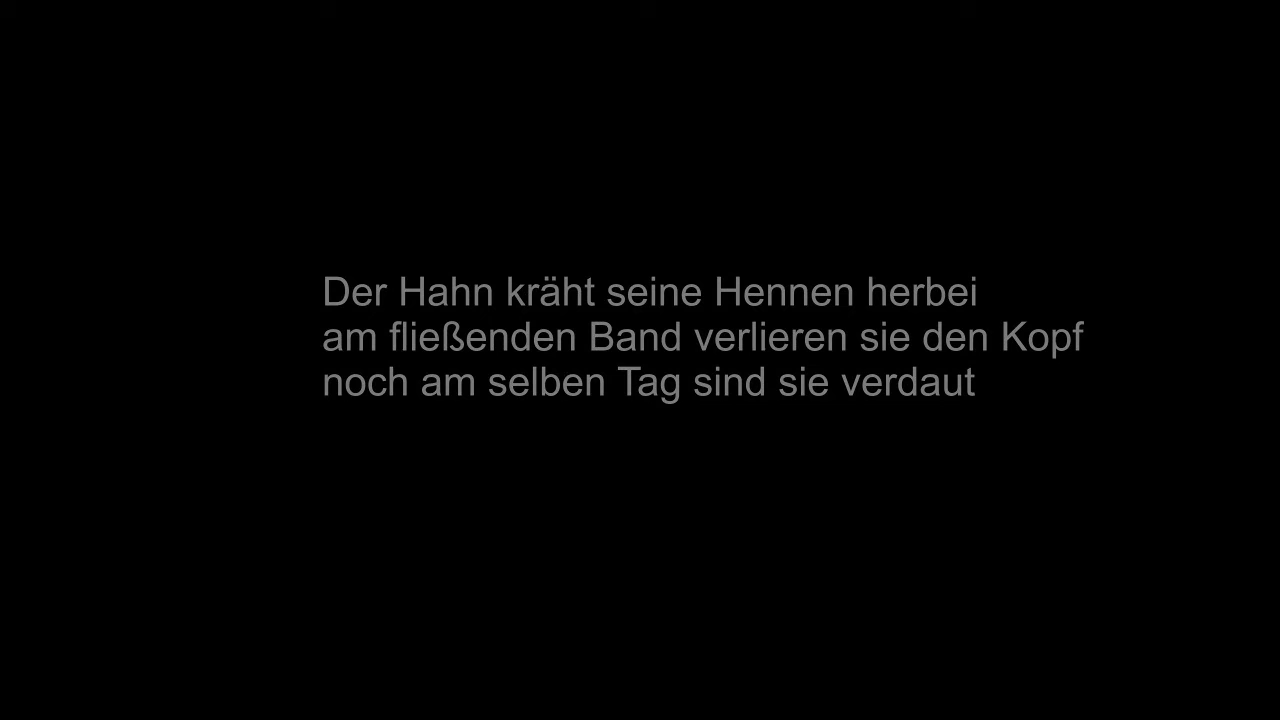 Der Hahn kräht seine Hennen herbei
am fließenden Band verlieren sie den Kopf
noch am selben Tag sind sie verdaut